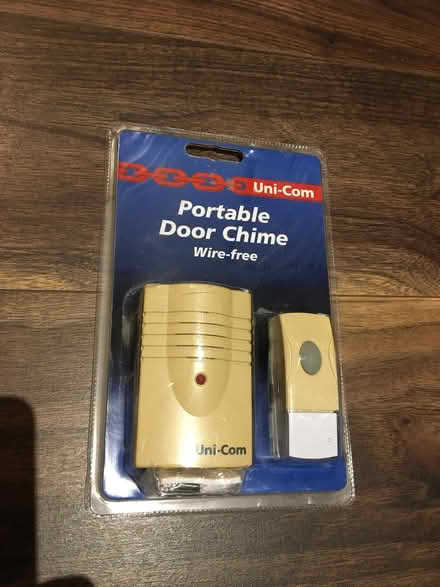 Uni-Com
Portable
Door Chime
Wire-free
Uni-Com